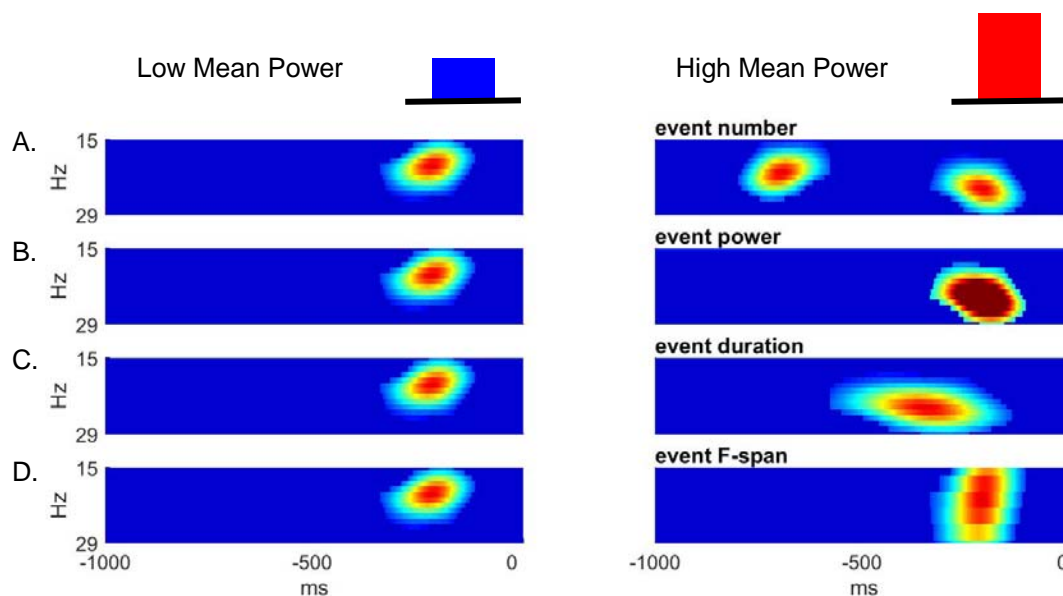 Low Mean Power
High Mean Power
A.
15
Hz
29
event number
B.
15
Hz
29
event power
C.
15
Hz
29
event duration
D.
15
Hz
29
event F-span
-1000 -500 0
ms
-1000 -500 0
ms